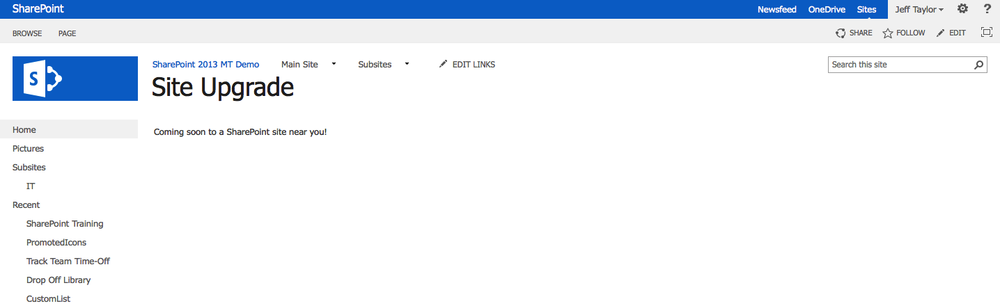 SharePoint
Newsfeed OneDrive Sites Jeff Taylor ?
BROWSE PAGE
SHARE FOLLOW EDIT
S
SharePoint 2013 MT Demo Main Site Subsites EDIT LINKS
Search this site
Site Upgrade
Home
Pictures
Subsites
IT
Recent
SharePoint Training
PromotedIcons
Track Team Time-Off
Drop Off Library
CustomList
Coming soon to a SharePoint site near you!